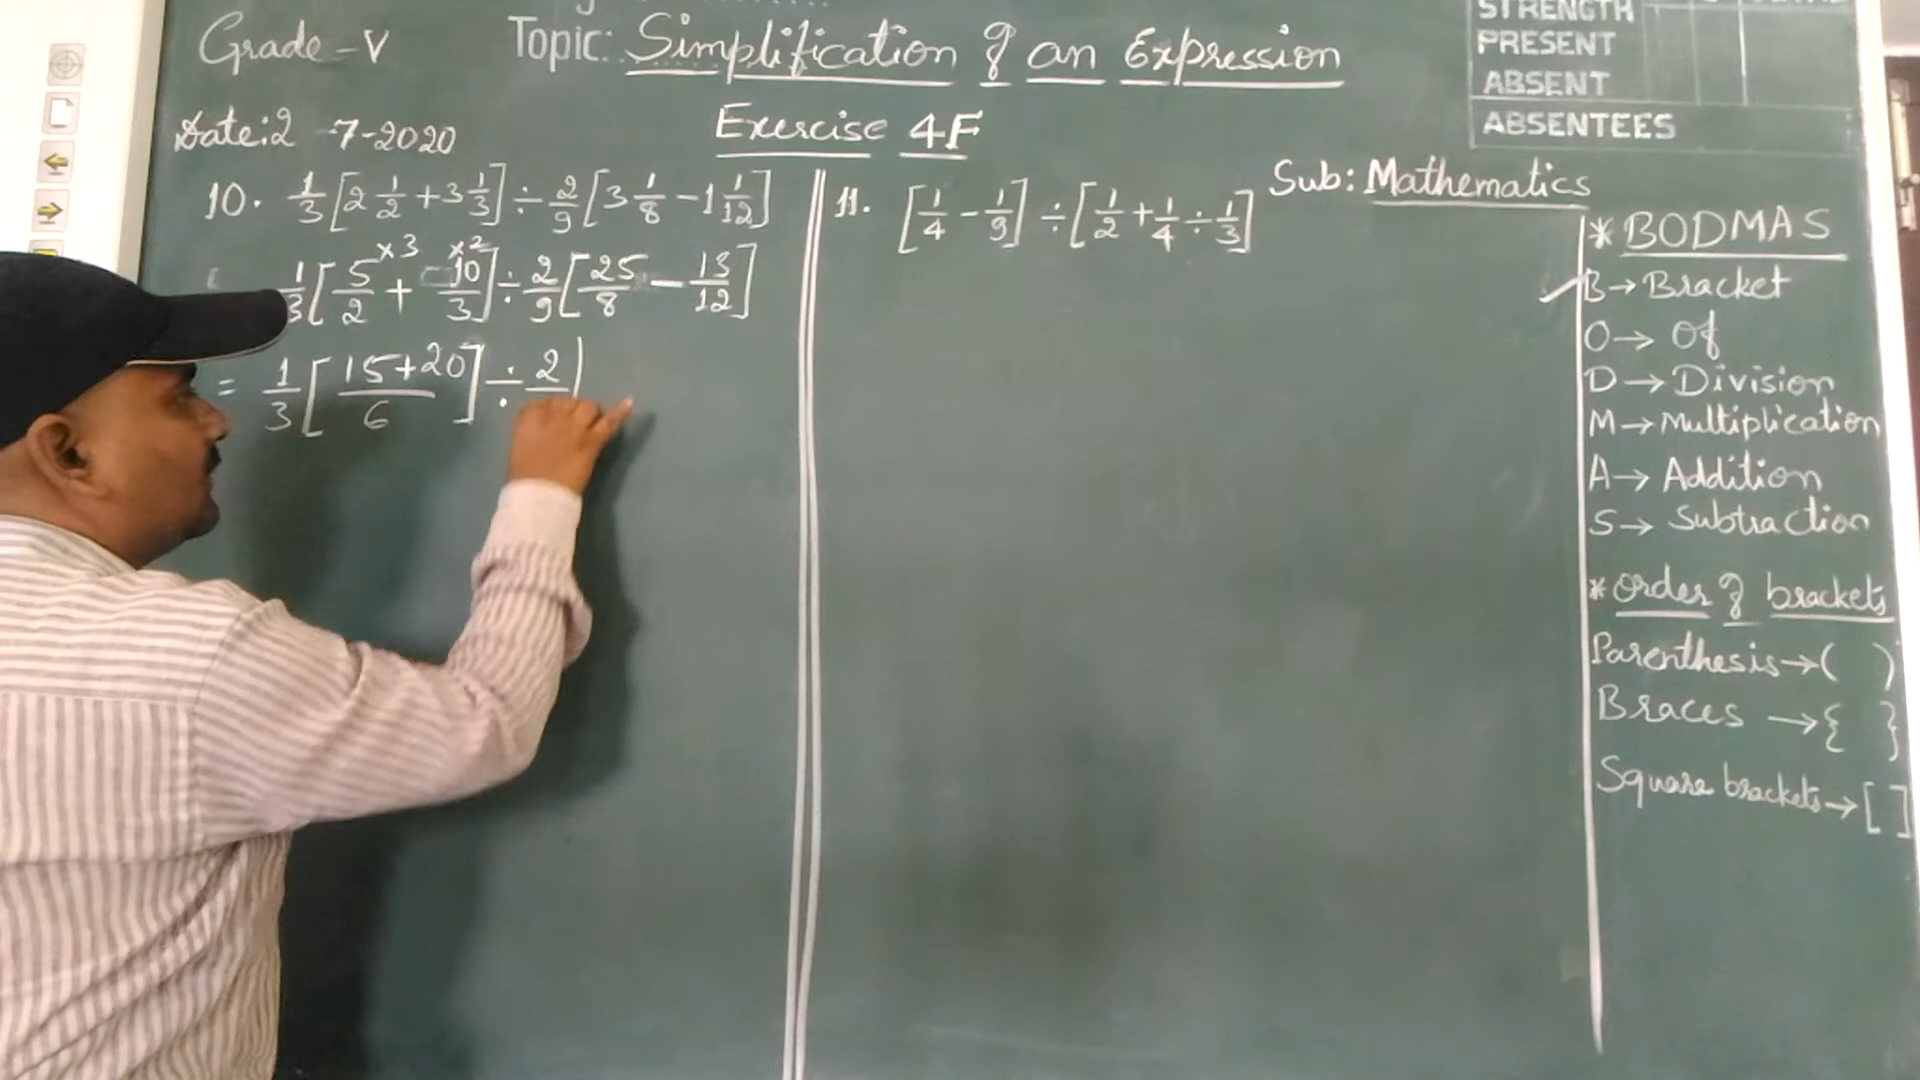 Grade - V
Topic: Simplification of an Expression
STRENGTH
PRESENT
ABSENT
ABSENTEES
Date: 2 -7-2020
Exercise 4F
Sub: Mathematics
10. 1/3 [2 1/2 + 3 1/3] ÷ 2/9 [3 1/8 - 1 1/12]
1/3 [5/2 ×3 + 10/3 ×2] ÷ 2/9 [25/8 - 13/12]
= 1/3 [15+20/6] ÷ 2
11. [1/4 - 1/9] ÷ [1/2 + 1/4 ÷ 1/3]
* BODMAS
B → Bracket
O → Of
D → Division
M → Multiplication
A → Addition
S → Subtraction
* Order of brackets
Parenthesis → ( )
Braces → { }
Square brackets → [ ]